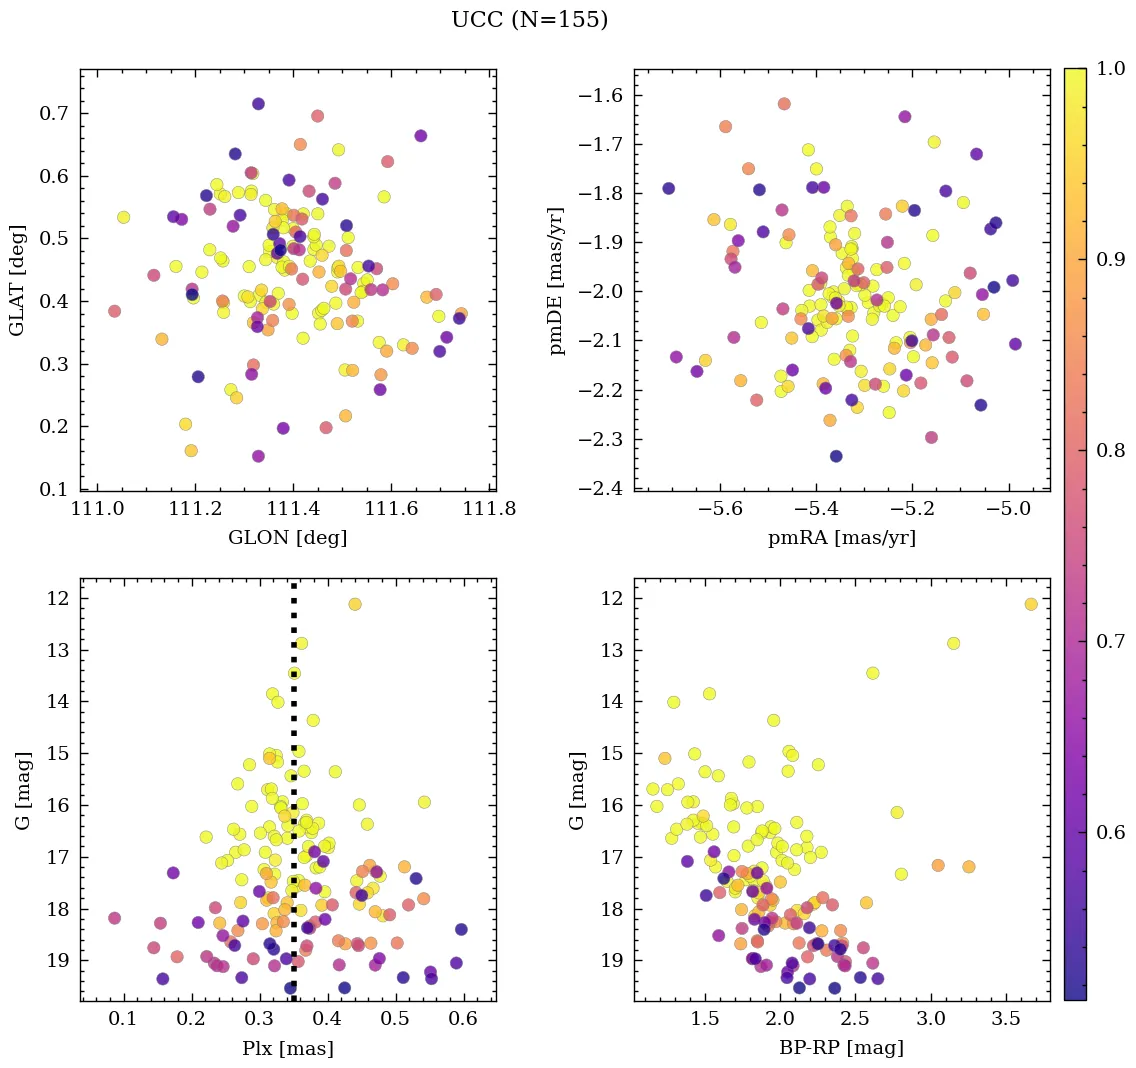 UCC (N=155)
0.7
0.6
0.5
0.4
0.3
0.2
0.1
GLAT [deg]
111.0 111.2 111.4 111.6 111.8
GLON [deg]
−1.6
−1.7
−1.8
−1.9
−2.0
−2.1
−2.2
−2.3
−2.4
pmDE [mas/yr]
−5.6 −5.4 −5.2 −5.0
pmRA [mas/yr]
1.0
0.9
0.8
0.7
0.6
12
13
14
15
16
17
18
19
G [mag]
0.1 0.2 0.3 0.4 0.5 0.6
Plx [mas]
12
13
14
15
16
17
18
19
G [mag]
1.5 2.0 2.5 3.0 3.5
BP-RP [mag]